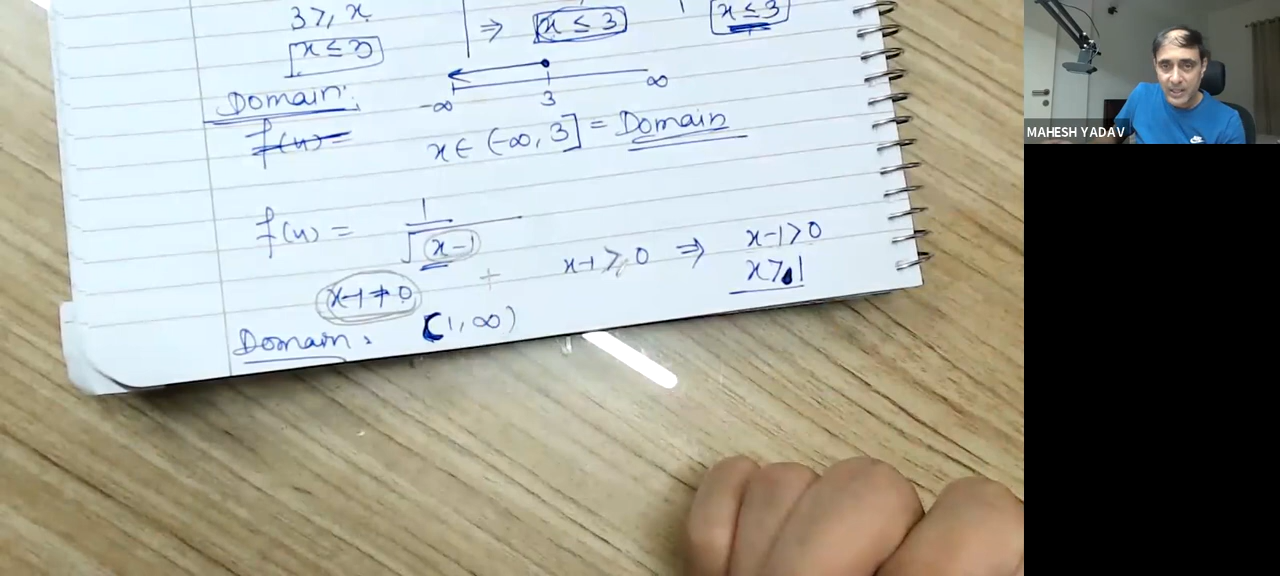 3 ≥ x
x ≤ 3
⇒ x ≤ 3
x ≤ 3
-∞ 3 ∞
Domain:
f(x) =
x ∈ (-∞, 3] = Domain
f(x) = 1/√(x-1)
x-1 ≥ 0 ⇒ x-1 > 0
x > 1
x-1 ≠ 0 +
Domain: (1, ∞)
MAHESH YADAV